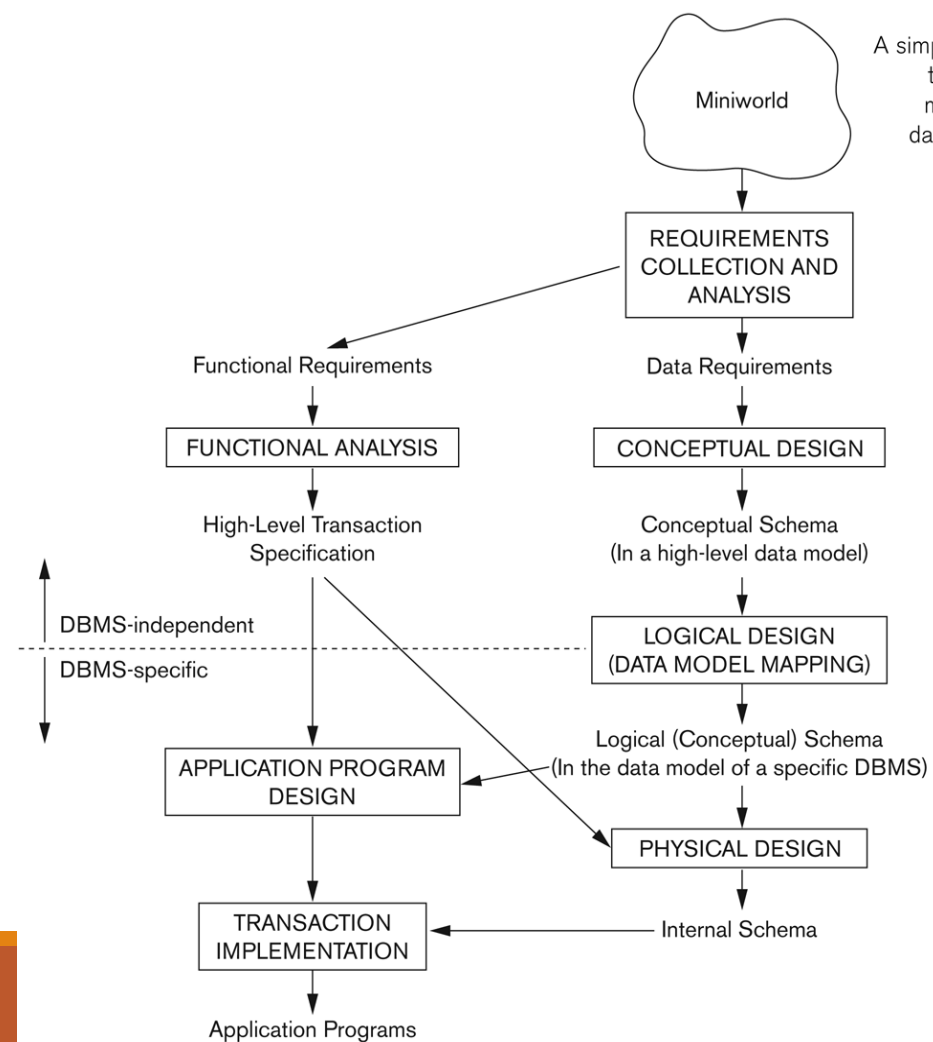 A simp
t
m
da
Miniworld
REQUIREMENTS
COLLECTION AND
ANALYSIS
Functional Requirements
Data Requirements
FUNCTIONAL ANALYSIS
CONCEPTUAL DESIGN
High-Level Transaction
Specification
Conceptual Schema
(In a high-level data model)
DBMS-independent
DBMS-specific
LOGICAL DESIGN
(DATA MODEL MAPPING)
Logical (Conceptual) Schema
(In the data model of a specific DBMS)
APPLICATION PROGRAM
DESIGN
PHYSICAL DESIGN
TRANSACTION
IMPLEMENTATION
Internal Schema
Application Programs